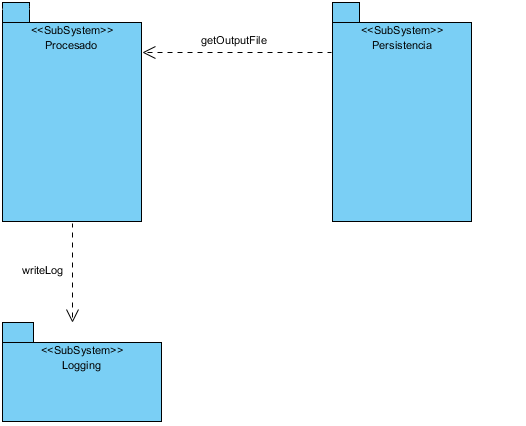 <<SubSystem>>
Procesado
getOutputFile
<<SubSystem>>
Persistencia
writeLog
<<SubSystem>>
Logging